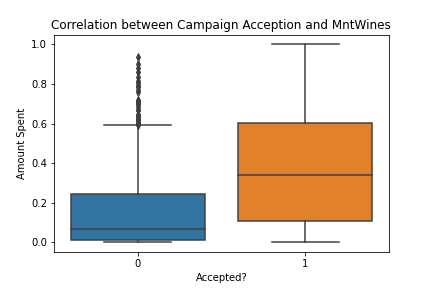 Correlation between Campaign Acception and MntWines
1.0
0.8
0.6
0.4
0.2
0.0
Amount Spent
0 1
Accepted?